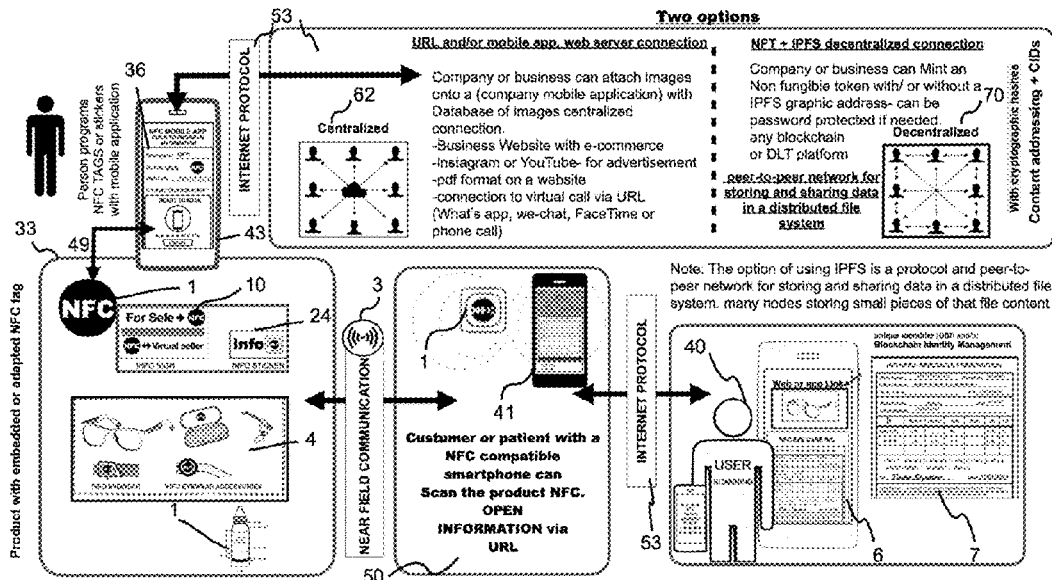 53
Two options
36
Person programs
NFC TAGS or stickers
with mobile application
INTERNET PROTOCOL
URL and/or mobile app, web server connection
Company or business can attach images
onto a (company mobile application) with
Database of images centralized
connection.
-Business Website with e-commerce
-Instagram or YouTube- for advertisement
-pdf format on a website
-connection to virtual call via URL
(What's app, we-chat, FaceTime or
phone call)
62
Centralized
NFT + IPFS decentralized connection
Company or business can Mint an
Non fungible token with/ or without a
IPFS graphic address- can be
password protected if needed.
any blockchain
or DLT platform
70
Decentralized
peer-to-peer network for
storing and sharing data
in a distributed file
system
With cryptographic hashes
Content addressing + CIDs
NFC MOBILE APP
33
49
43
NFC
1
10
For Sale
NFC
Virtual seller
24
Info
4
1
Product with embedded or adapted NFC tag
3
NEAR FIELD COMMUNICATION
1
41
Custumer or patient with a
NFC compatible
smartphone can
Scan the product NFC.
OPEN
INFORMATION via
URL
50
INTERNET PROTOCOL
53
Note: The option of using IPFS is a protocol and peer-to-
peer network for storing and sharing data in a distributed file
system. many nodes storing small pieces of that file content
40
USER
Web or app Link
Blockchain Identity Management
6
7